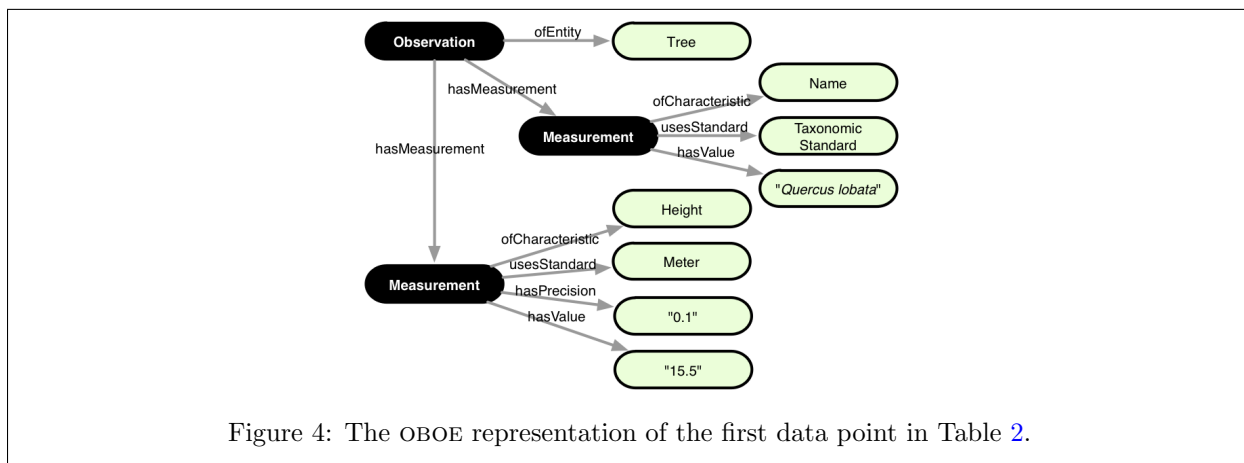 Observation
ofEntity
Tree
hasMeasurement
Name
ofCharacteristic
usesStandard
Measurement
Taxonomic
Standard
hasMeasurement
hasValue
"Quercus lobata"
Height
ofCharacteristic
usesStandard
Meter
Measurement
hasPrecision
"0.1"
hasValue
"15.5"
Figure 4: The OBOE representation of the first data point in Table 2.